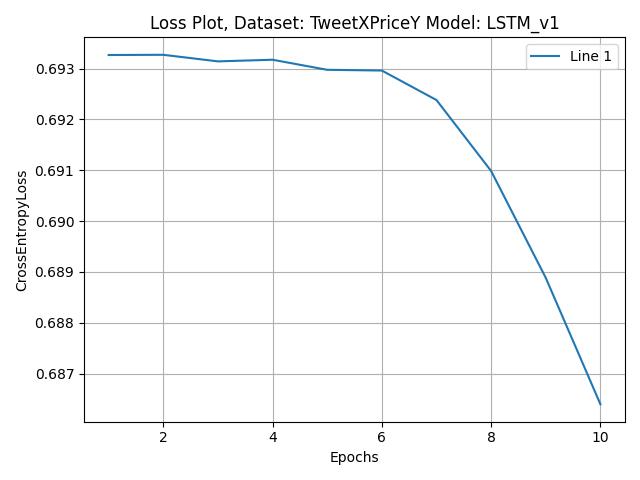 Loss Plot, Dataset: TweetXPriceY Model: LSTM_v1
Line 1
0.693
0.692
0.691
0.690
0.689
0.688
0.687
CrossEntropyLoss
2 4 6 8 10
Epochs